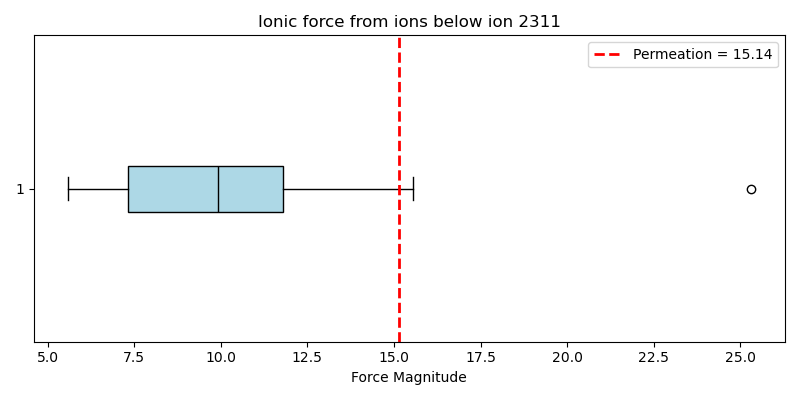 Ionic force from ions below ion 2311
Permeation = 15.14
1
5.0 7.5 10.0 12.5 15.0 17.5 20.0 22.5 25.0
Force Magnitude